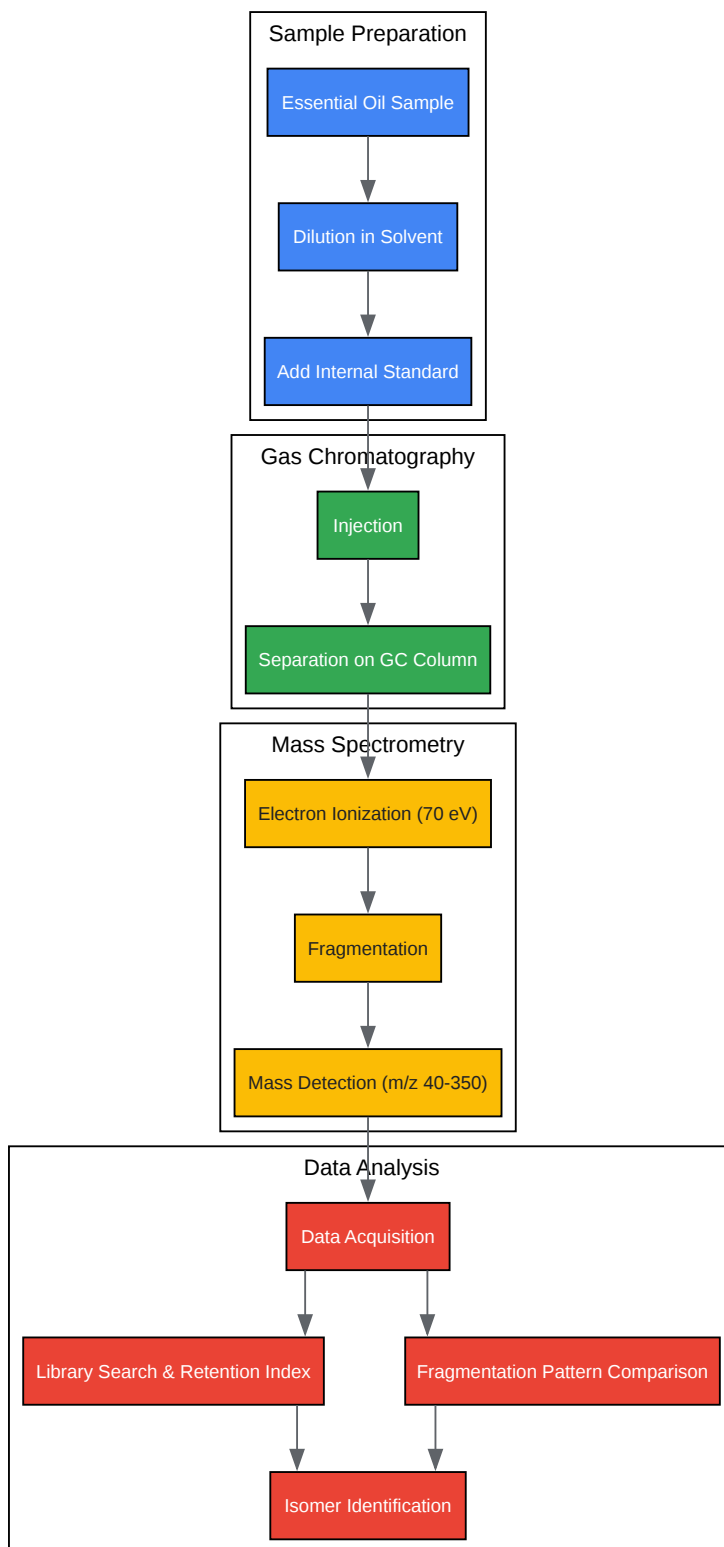 Sample Preparation
Essential Oil Sample
Dilution in Solvent
Add Internal Standard
Gas Chromatography
Injection
Separation on GC Column
Mass Spectrometry
Electron Ionization (70 eV)
Fragmentation
Mass Detection (m/z 40-350)
Data Analysis
Data Acquisition
Library Search & Retention Index
Fragmentation Pattern Comparison
Isomer Identification